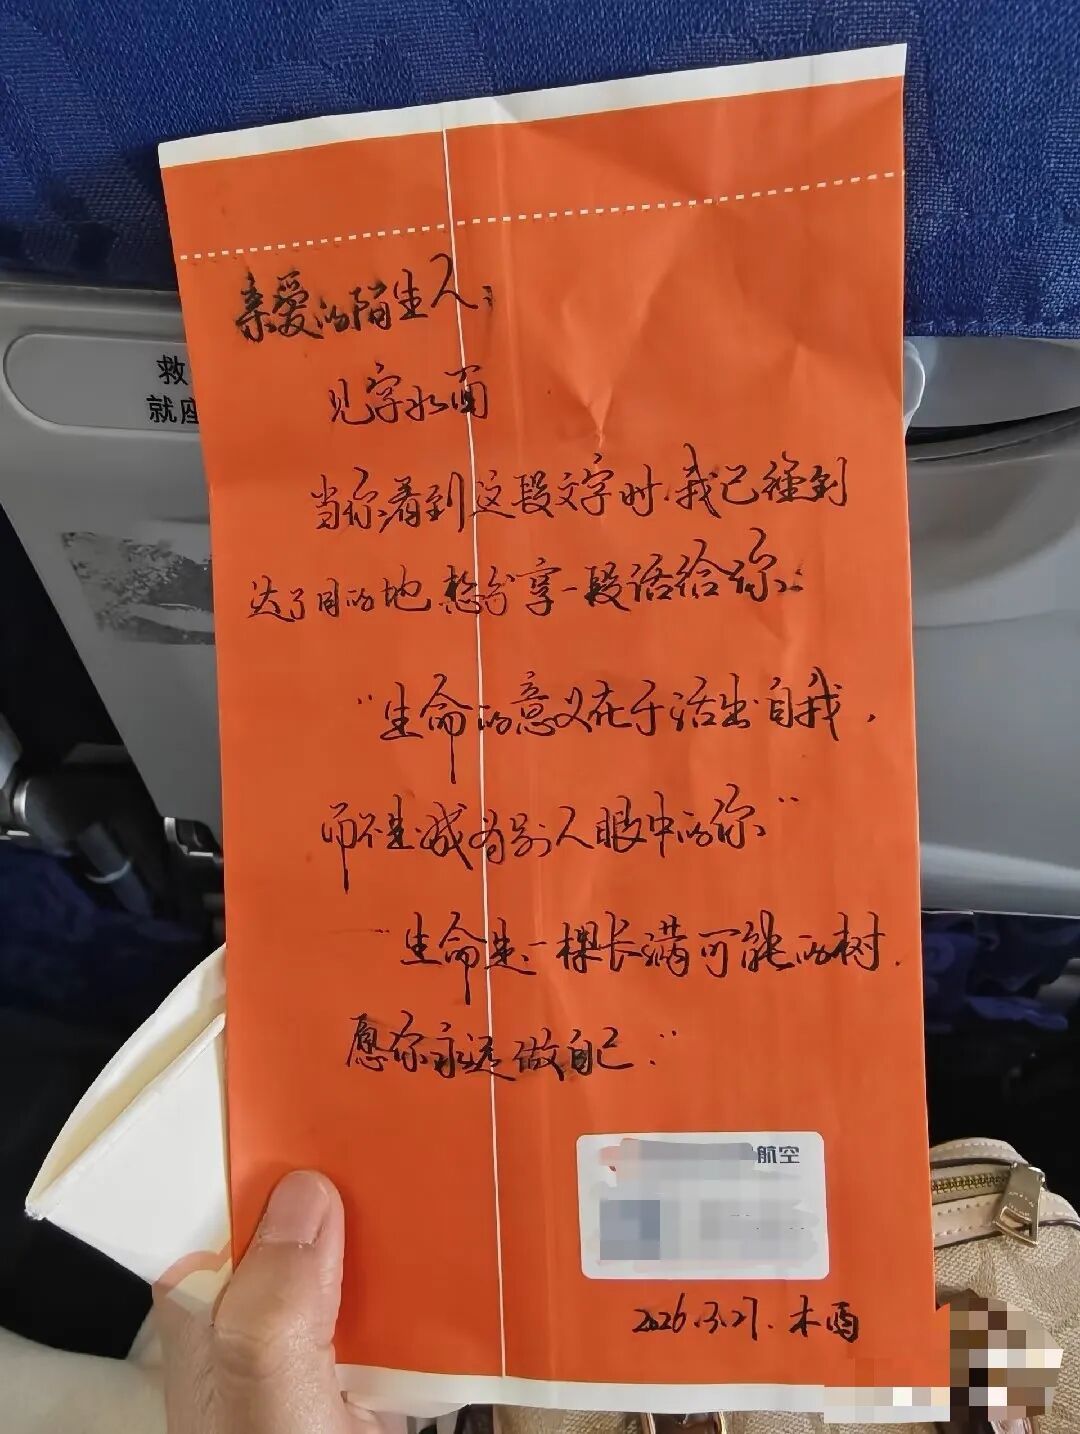 救
就座
亲爱的陌生人:
见字如面
当你看到这段文字时,我已经到
达了目的地,想分享一段话给你:
“生命的意义在于活出自我,
而不是成为别人眼中的你”
“生命是一棵长满可能的树.
愿你永远做自己.”
航空
2026.3.27. 木酉